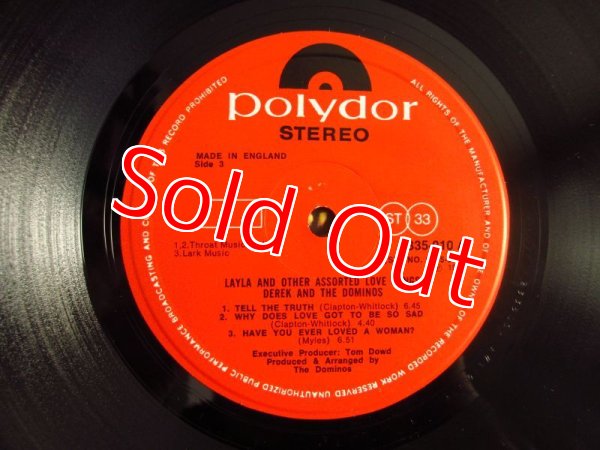 polydor
STEREO
MADE IN ENGLAND
Side 3
ST 33
1,2. Throat Music
3. Lark Music
LAYLA AND OTHER ASSORTED LOVE
DEREK AND THE DOMINOS
1. TELL THE TRUTH (Clapton-Whitlock) 6.45
2. WHY DOES LOVE GOT TO BE SO SAD
(Clapton-Whitlock) 4.40
3. HAVE YOU EVER LOVED A WOMAN?
(Myles) 6.51
Executive Producer: Tom Dowd
Produced & Arranged by
The Dominos
ALL RIGHTS OF THE MANUFACTURER AND OF THE OWNER OF THE RECORDED WORK RESERVED UNAUTHORIZED PUBLIC PERFORMANCE BROADCASTING AND OF THIS RECORD PROHIBITED
Sold Out